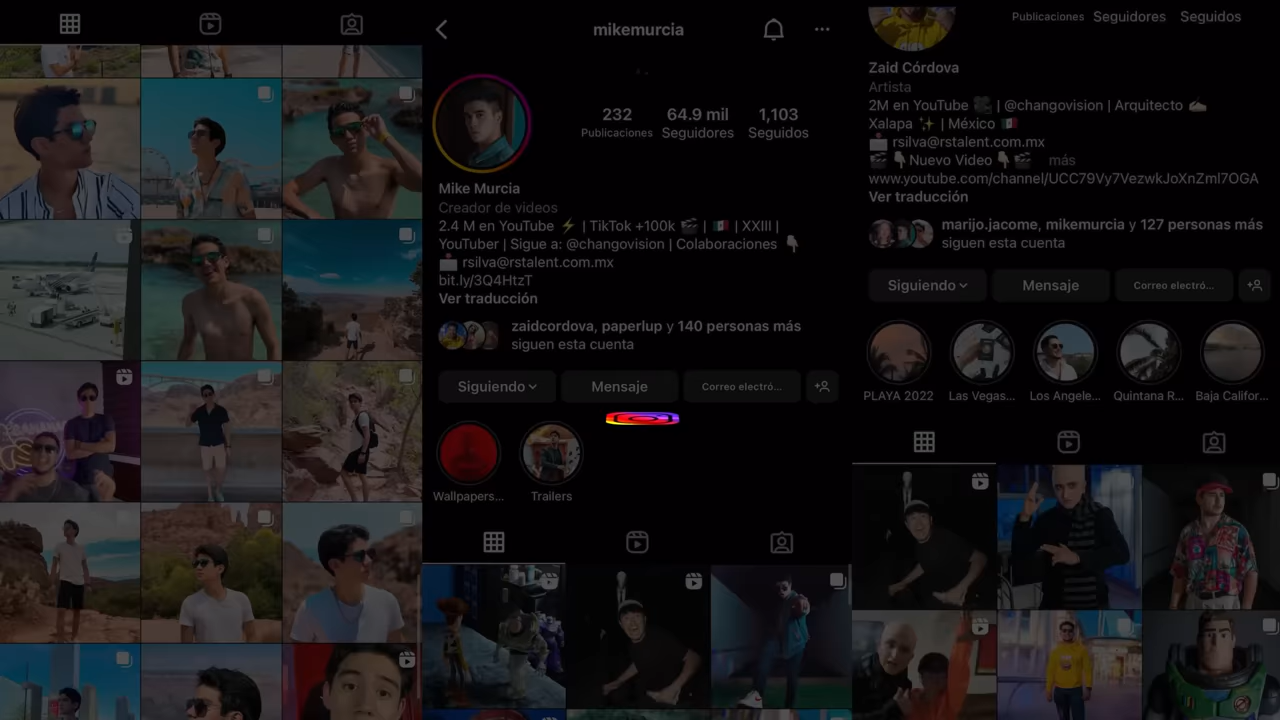 mikemurcia
232
64.9 mil
1,103
Publicaciones
Seguidores
Seguidos
Mike Murcia
Creador de videos
2.4 M en YouTube ⚡ | TikTok +100k 🎬 | 🇲🇽 | XXIII |
YouTuber | Sigue a: @changovision | Colaboraciones 👇
📩 rsilva@rstalent.com.mx
bit.ly/3Q4HtzT
Ver traducción
zaidcordova, paperlup y 140 personas más
siguen esta cuenta
Siguiendo
Mensaje
Correo electró...
Wallpapers...
Trailers
Publicaciones
Seguidores
Seguidos
Zaid Córdova
Artista
2M en YouTube 🎥 | @changovision | Arquitecto ✍
Xalapa ✨ | México 🇲🇽
📩 rsilva@rstalent.com.mx
🎬 👇Nuevo Video 👇🎬 más
www.youtube.com/channel/UCC79Vy7VezwkJoXnZml7OGA
Ver traducción
marijo.jacome, mikemurcia y 127 personas más
siguen esta cuenta
Siguiendo
Mensaje
Correo electró...
PLAYA 2022
Las Vegas...
Los Angele...
Quintana R...
Baja Califor...